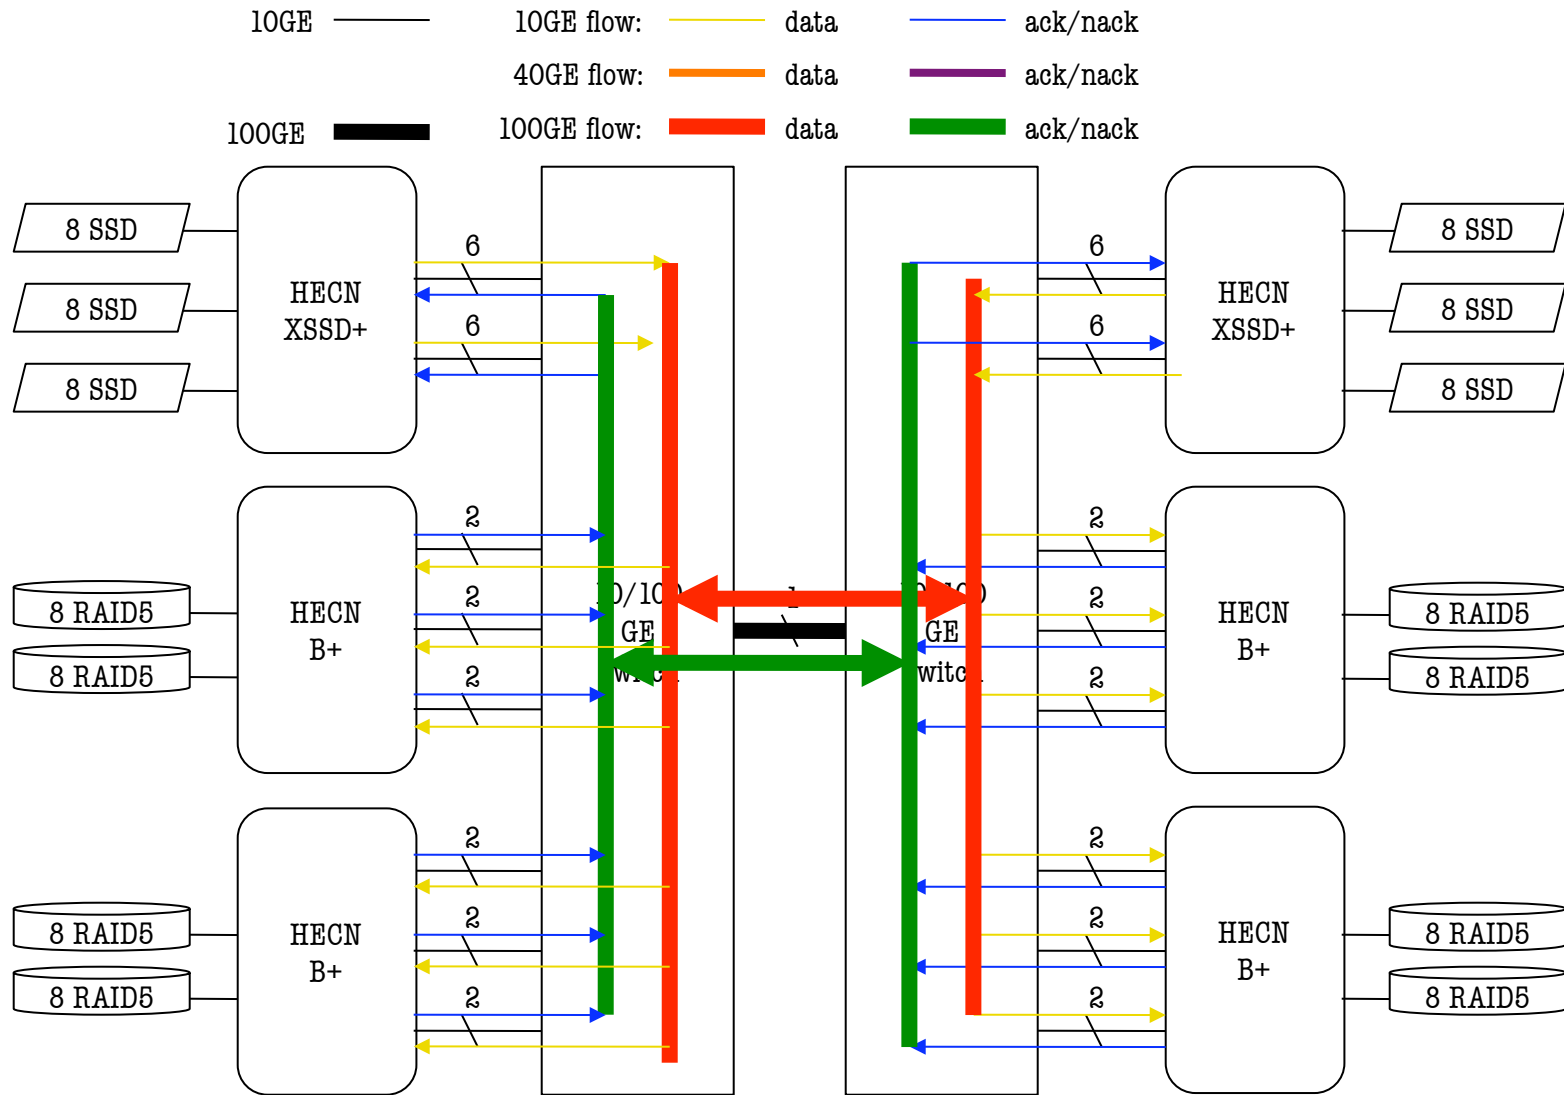 10GE
10GE flow:
data
ack/nack
40GE flow:
data
ack/nack
100GE
100GE flow:
data
ack/nack
8 SSD
8 SSD
8 SSD
HECN
XSSD+
6
6
6
6
HECN
XSSD+
8 SSD
8 SSD
8 SSD
8 RAID5
8 RAID5
HECN
B+
2
2
2
10/100
GE
1
GE
2
2
2
HECN
B+
8 RAID5
8 RAID5
8 RAID5
8 RAID5
HECN
B+
2
2
2
2
2
2
HECN
B+
8 RAID5
8 RAID5